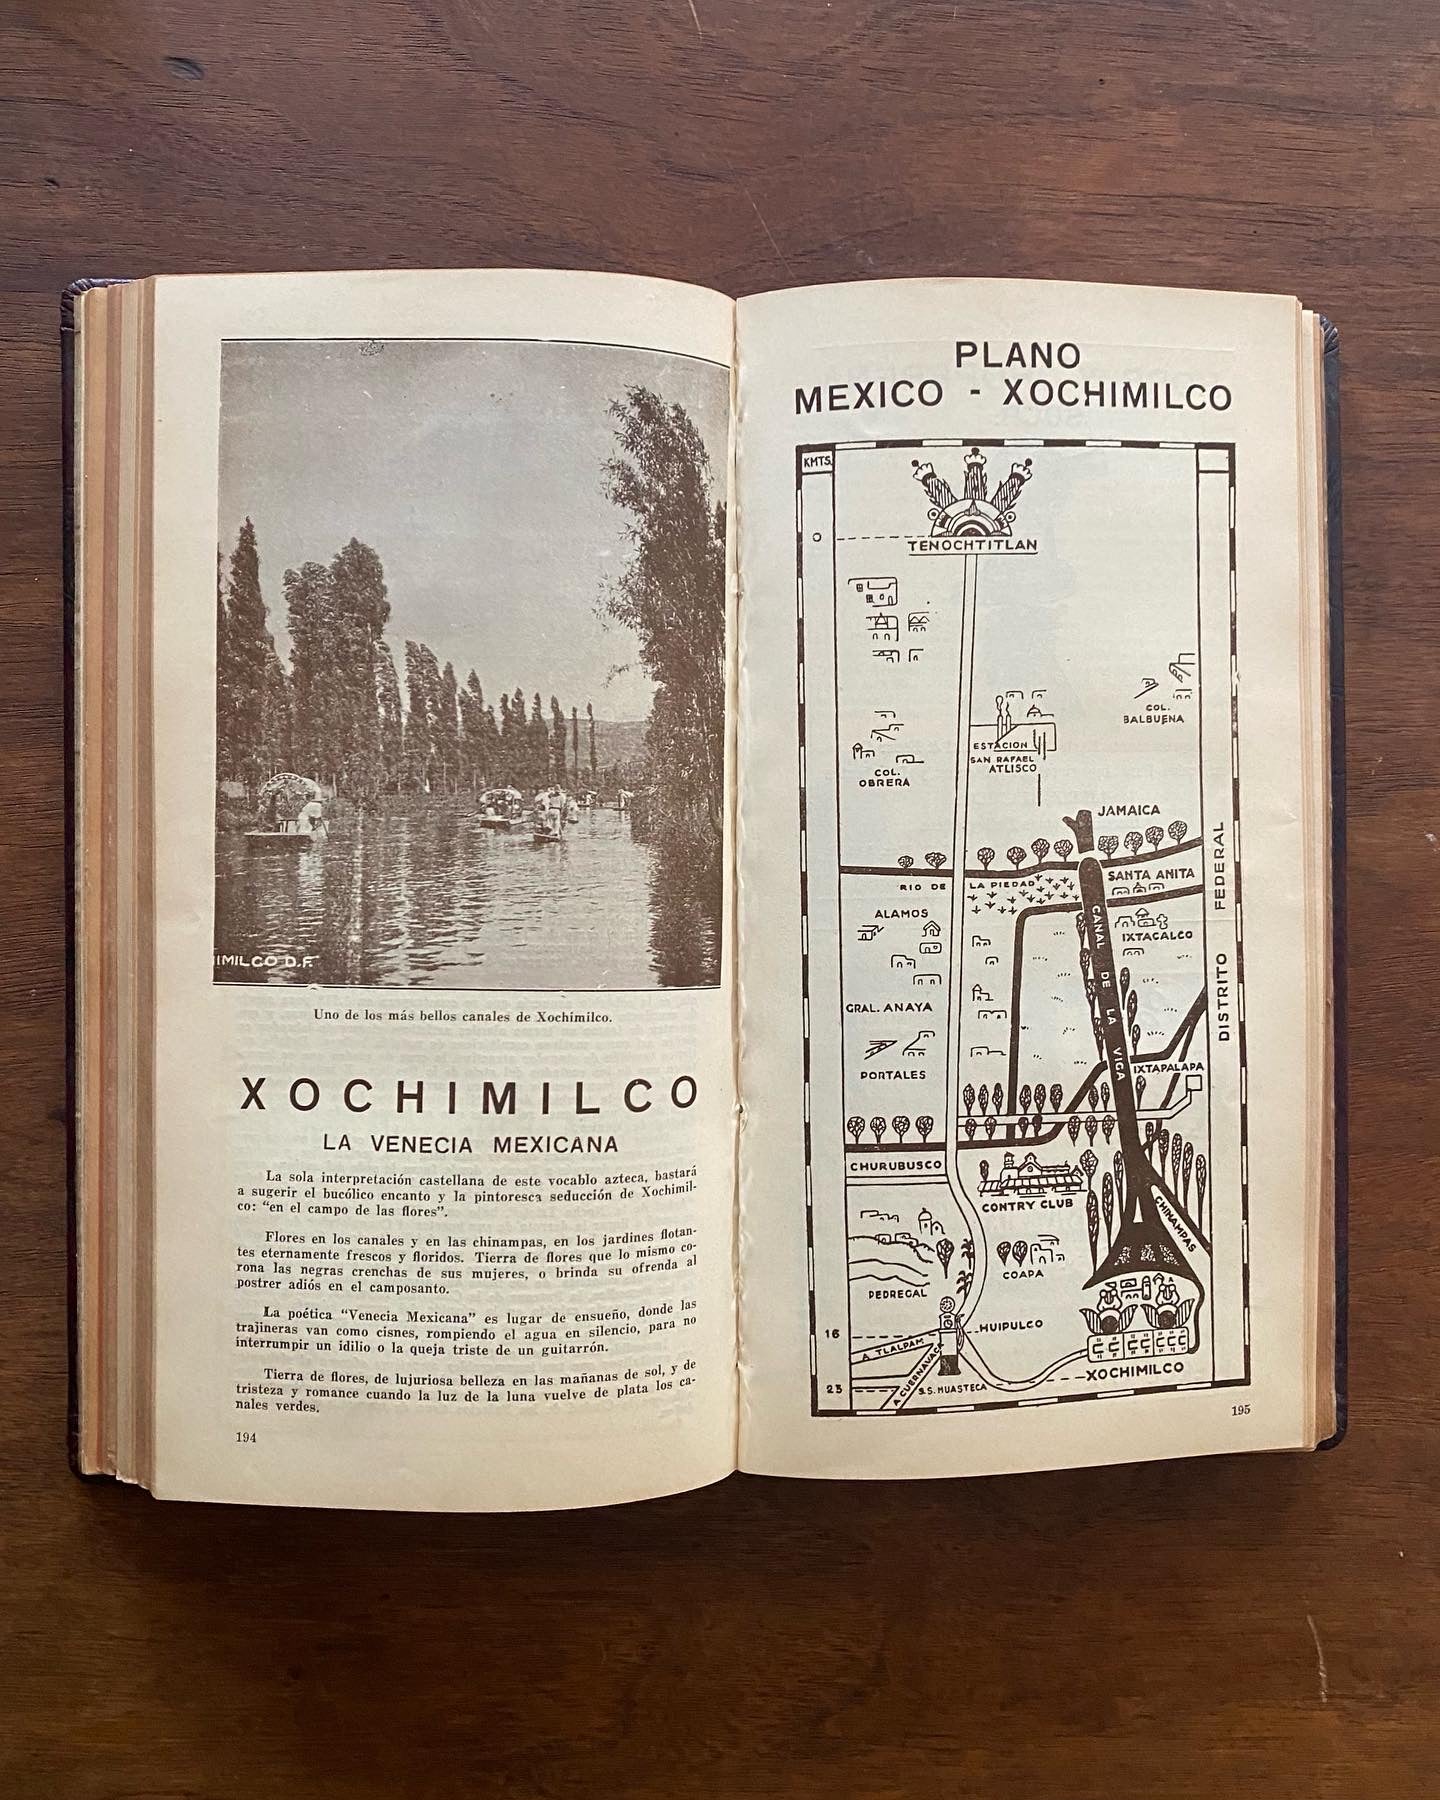 IMILCO D.F.
Uno de los más bellos canales de Xochimilco.
XOCHIMILCO
LA VENECIA MEXICANA
La sola interpretación castellana de este vocablo azteca, bastará
a sugerir el bucólico encanto y la pintoresca seducción de Xochimil-
co: "en el campo de las flores".
Flores en los canales y en las chinampas, en los jardines flotan-
tes eternamente frescos y floridos. Tierra de flores que lo mismo co-
rona las negras crenchas de sus mujeres, o brinda su ofrenda al
postrer adiós en el camposanto.
La poética "Venecia Mexicana" es lugar de ensueño, donde las
trajineras van como cisnes, rompiendo el agua en silencio, para no
interrumpir un idilio o la queja triste de un guitarrón.
Tierra de flores, de lujuriosa belleza en las mañanas de sol, y de
tristeza y romance cuando la luz de la luna vuelve de plata los ca-
nales verdes.
194
PLANO
MEXICO - XOCHIMILCO
KMTS.
0
TENOCHTITLAN
COL.
BALBUENA
ESTACION
SAN RAFAEL
ATLISCO
COL.
OBRERA
JAMAICA
RIO DE LA PIEDAD
SANTA ANITA
ALAMOS
IXTACALCO
CANAL DE LA VIGA
DISTRITO FEDERAL
GRAL. ANAYA
PORTALES
IXTAPALAPA
CHURUBUSCO
CONTRY CLUB
CHINAMPAS
COAPA
PEDREGAL
HUIPULCO
16
A TLALPAM
A CUERNAVACA
S.S. HUASTECA
XOCHIMILCO
23
195